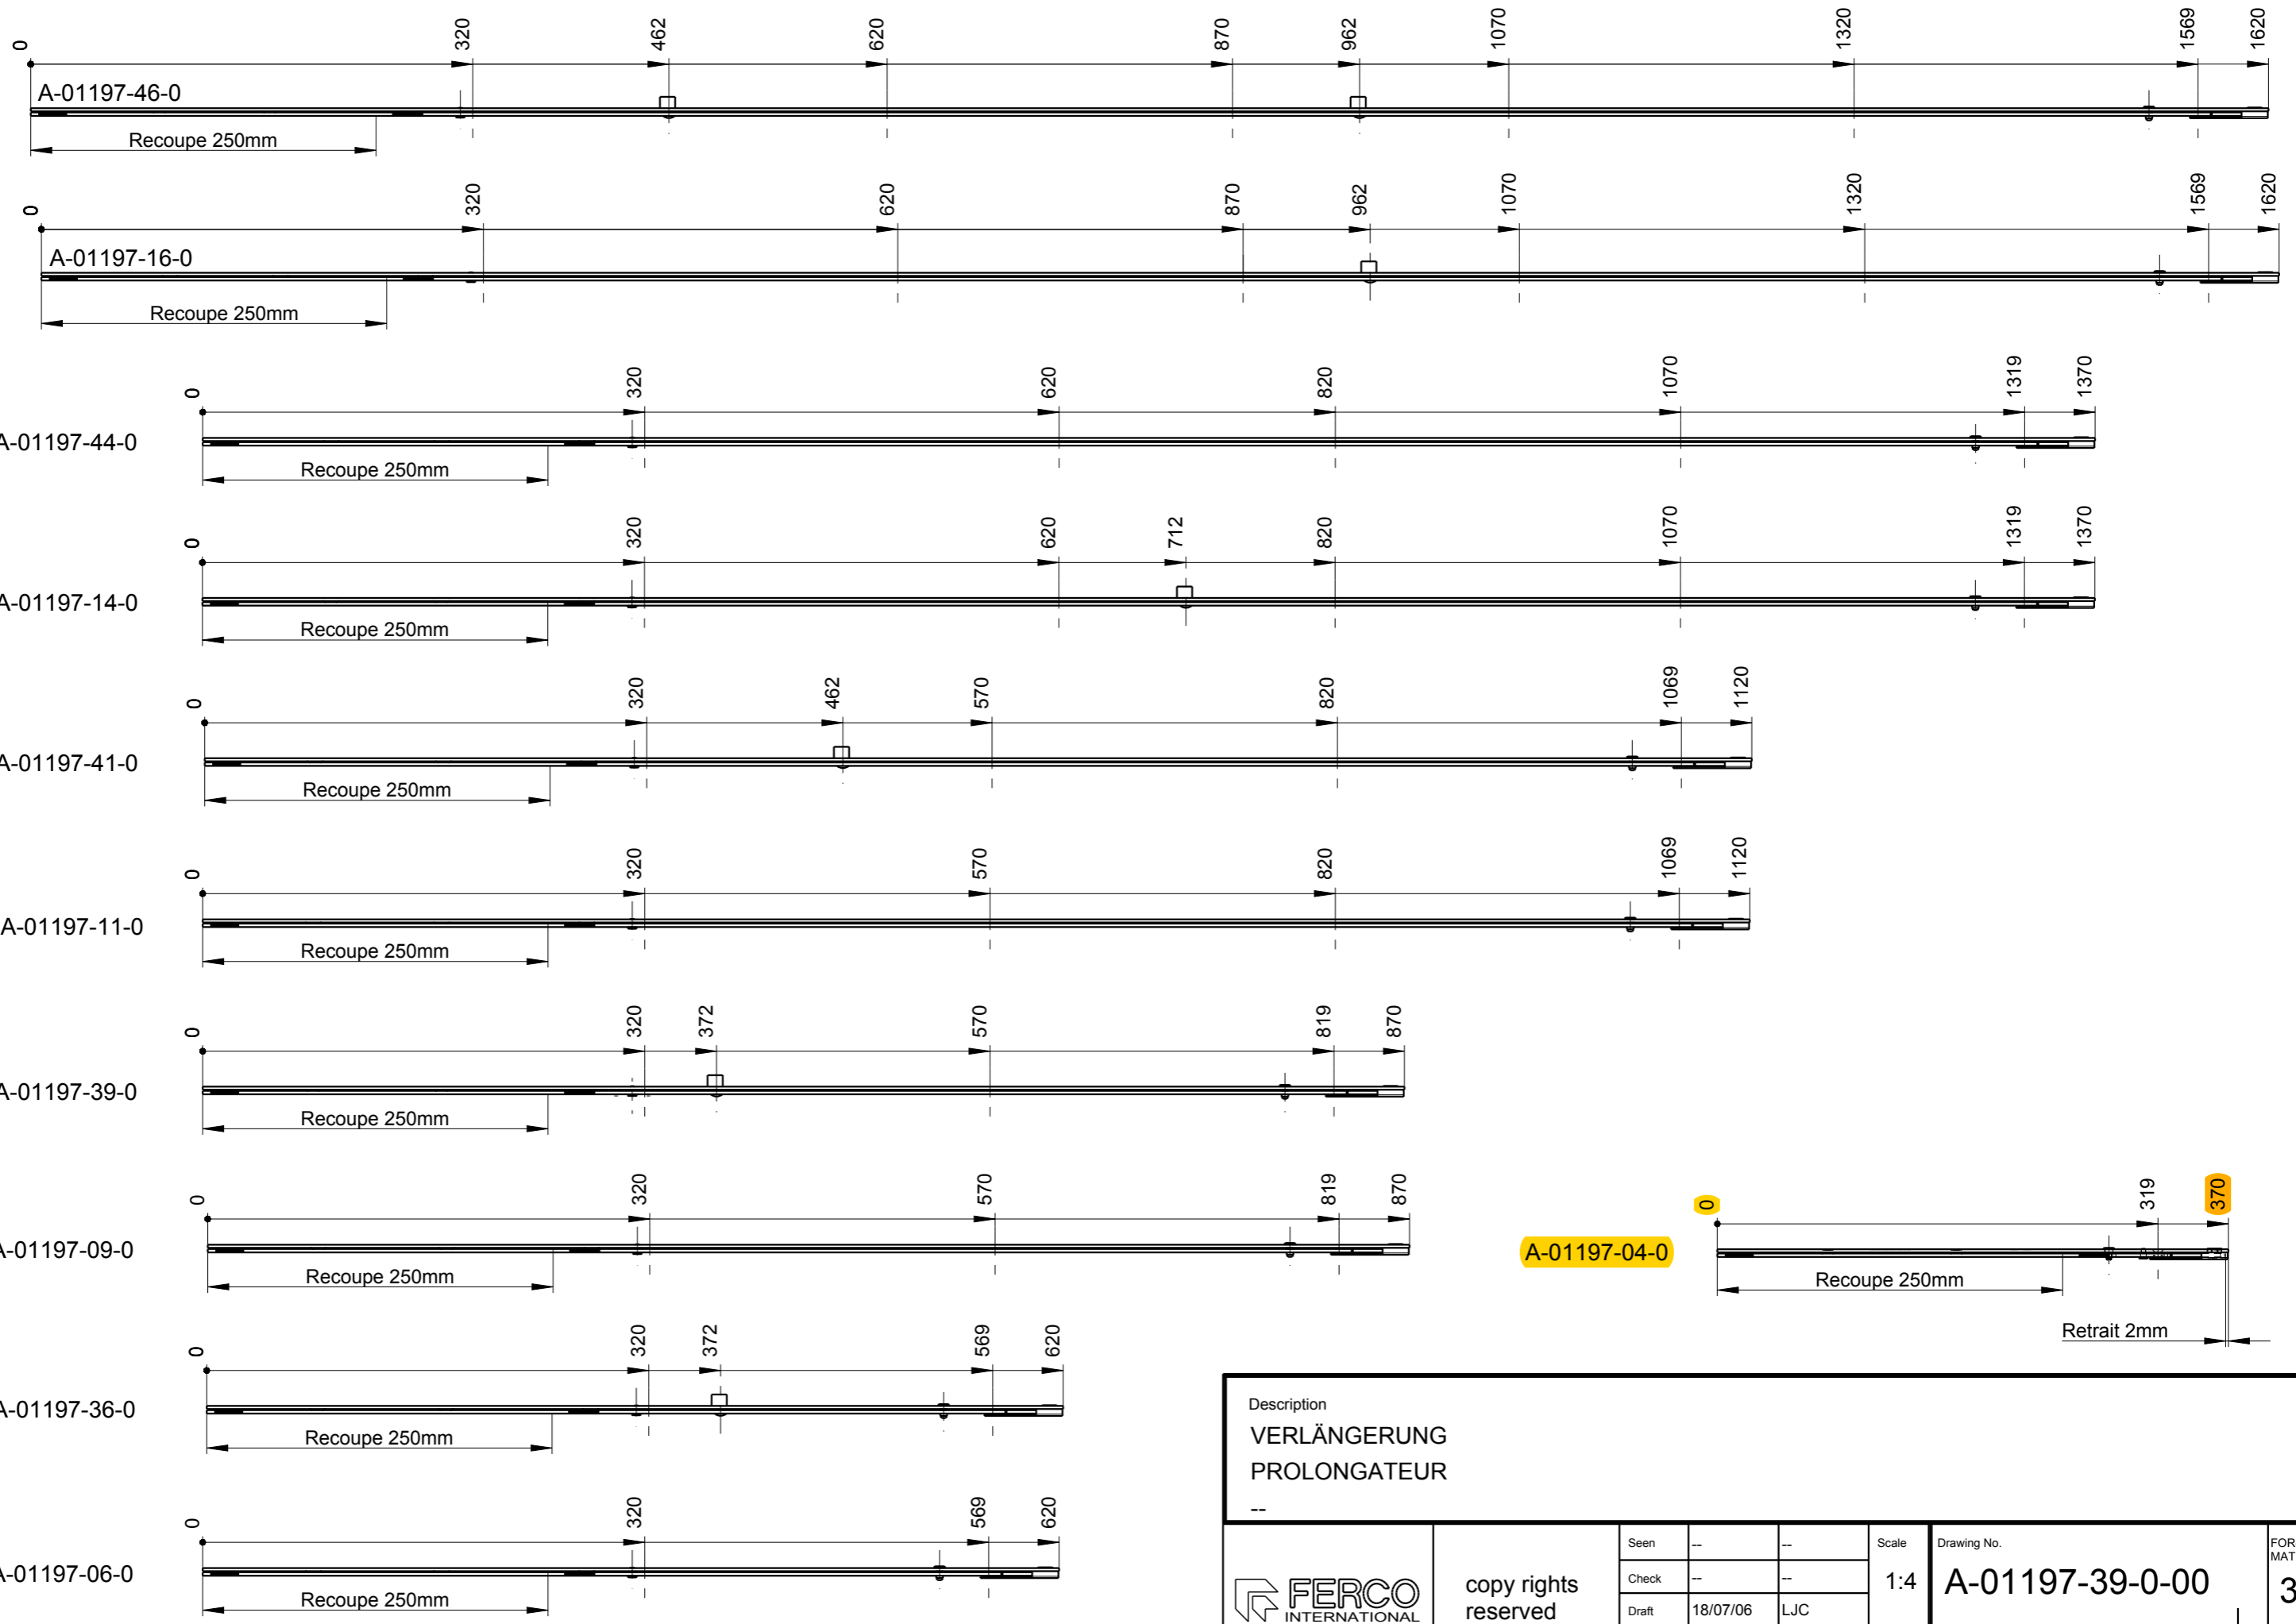 0 320 462 620 870 962 1070 1320 1569 1620
A-01197-46-0
Recoupe 250mm
0 320 620 870 962 1070 1320 1569 1620
A-01197-16-0
Recoupe 250mm
0 320 620 820 1070 1319 1370
A-01197-44-0
Recoupe 250mm
0 320 620 712 820 1070 1319 1370
A-01197-14-0
Recoupe 250mm
0 320 462 570 820 1069 1120
A-01197-41-0
Recoupe 250mm
0 320 570 820 1069 1120
A-01197-11-0
Recoupe 250mm
0 320 372 570 819 870
A-01197-39-0
Recoupe 250mm
0 320 570 819 870
A-01197-09-0
Recoupe 250mm
0 319 370
A-01197-04-0
Recoupe 250mm
Retrait 2mm
0 320 372 569 620
A-01197-36-0
Recoupe 250mm
0 320 569 620
A-01197-06-0
Recoupe 250mm
Description
VERLÄNGERUNG
PROLONGATEUR
--
FERCO
INTERNATIONAL
copy rights
reserved
Seen -- --
Check -- --
Draft 18/07/06 LJC
Scale
1:4
Drawing No.
A-01197-39-0-00
FOR
MAT
3